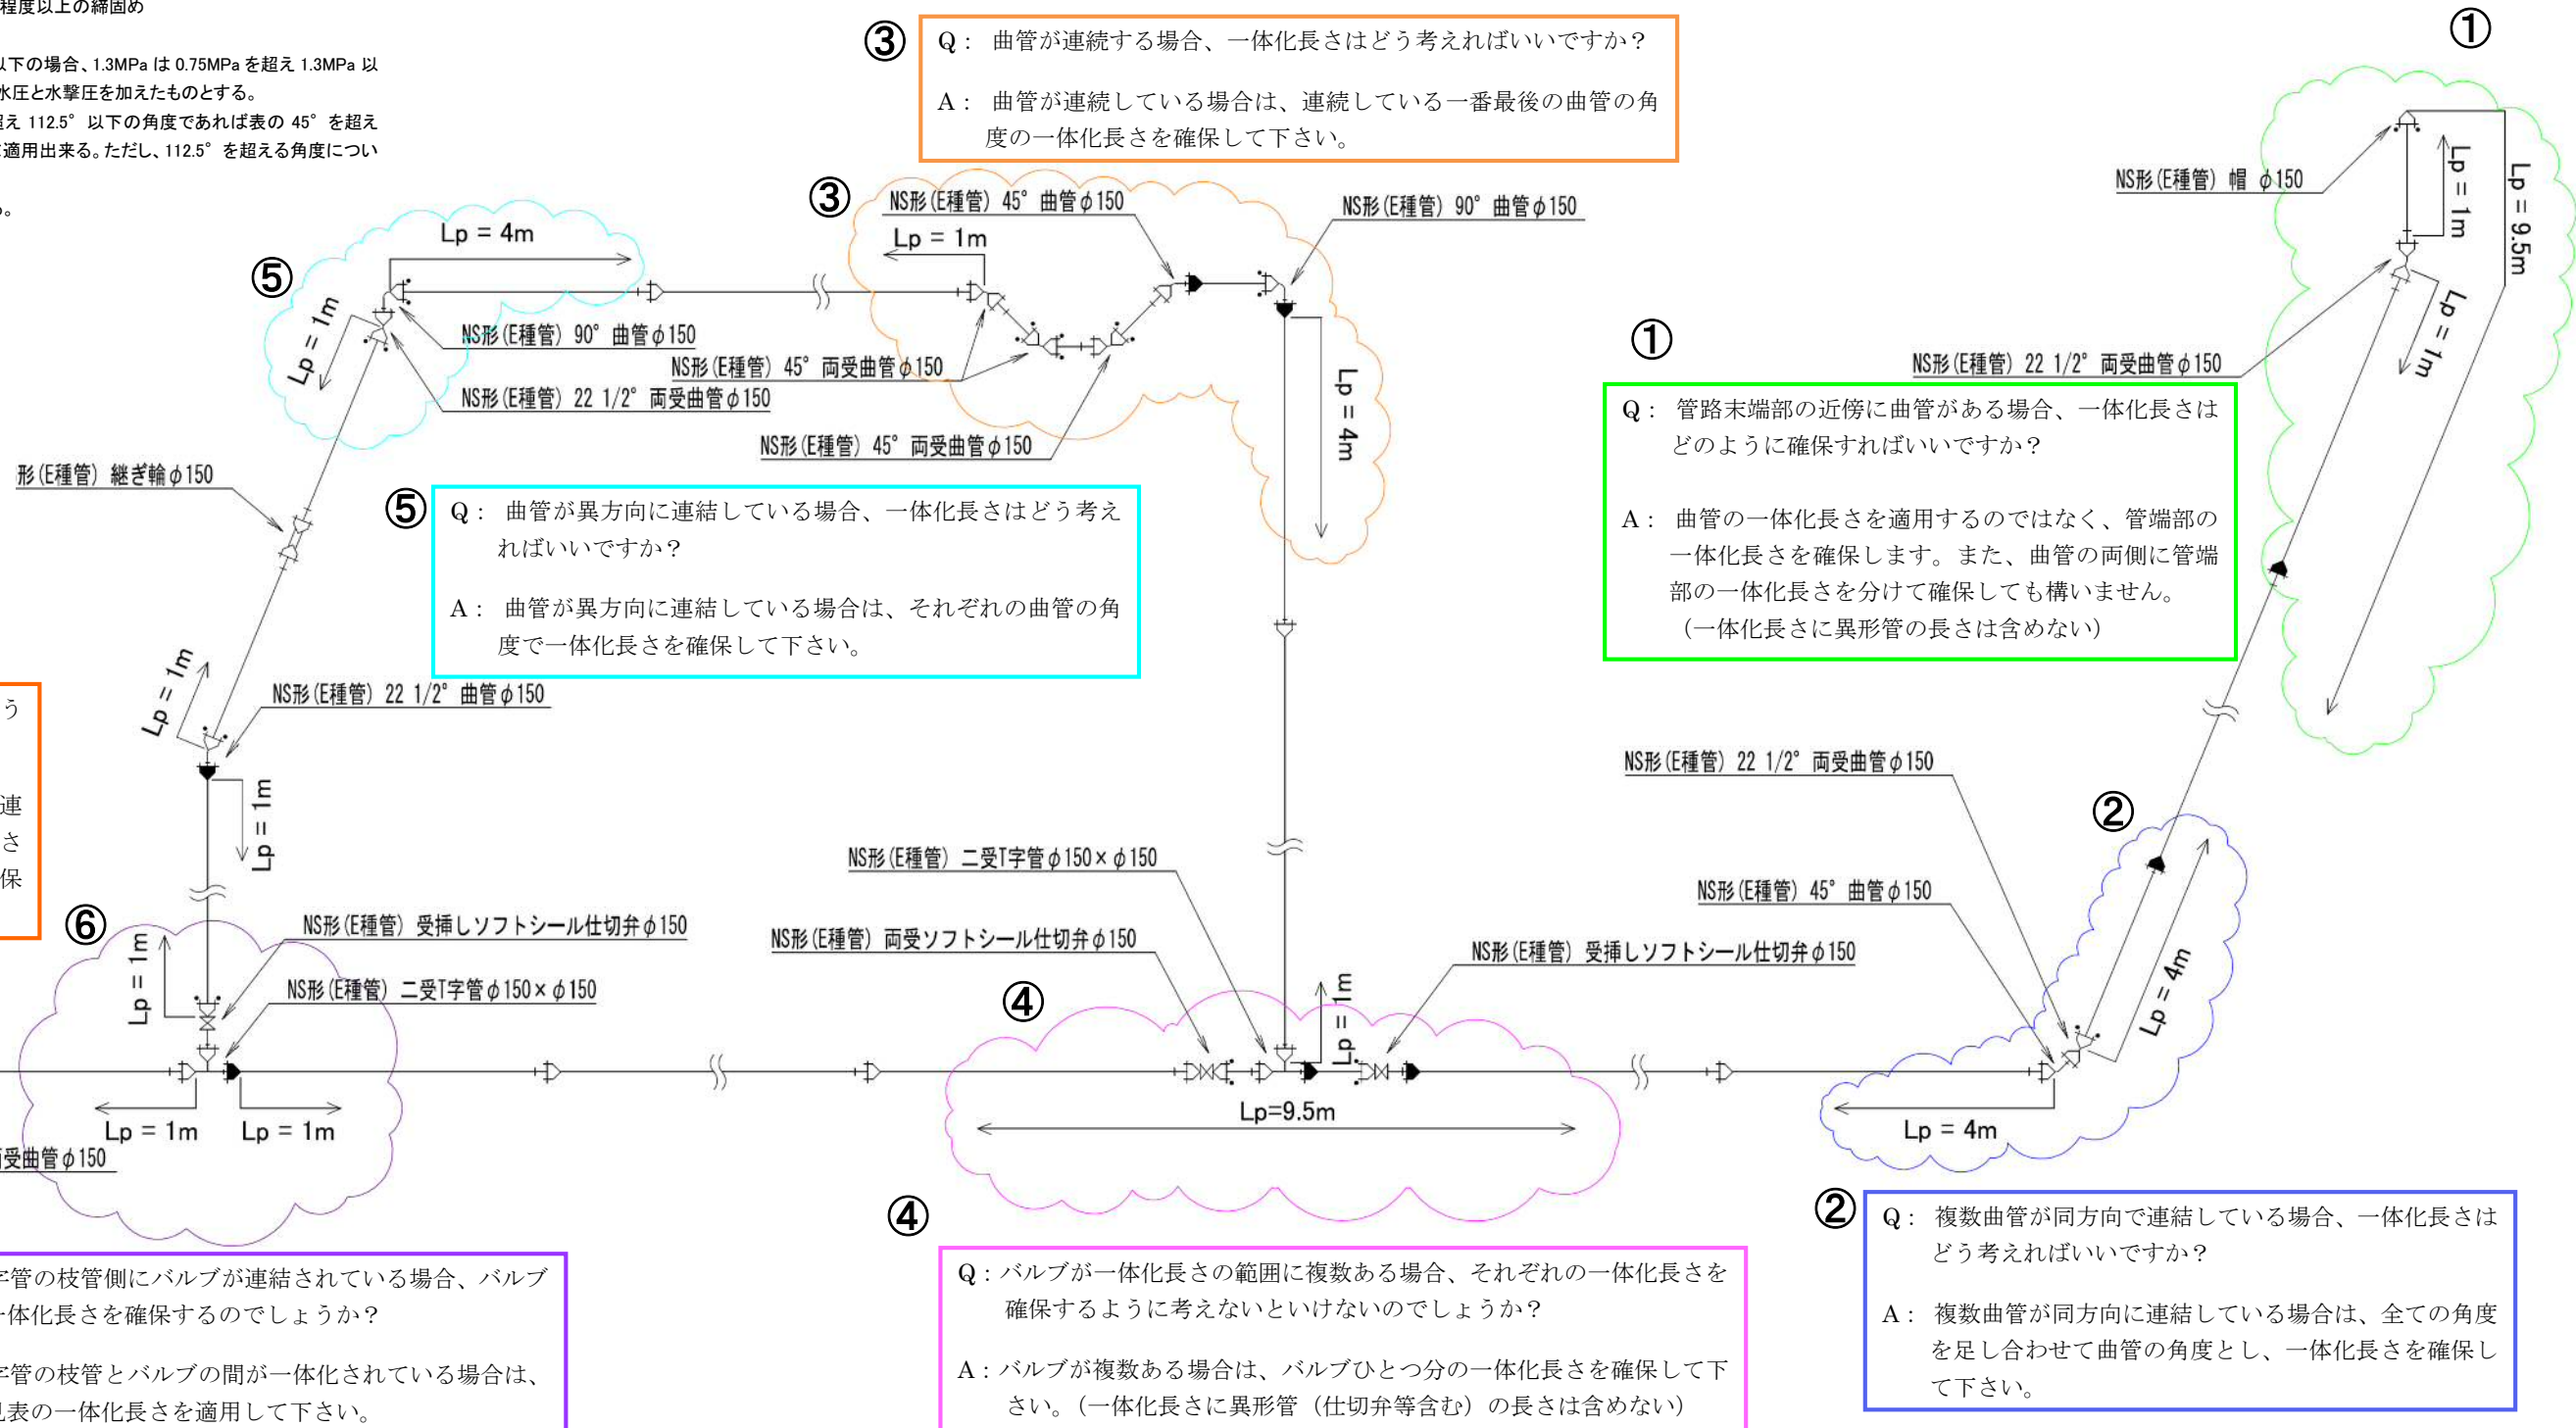 程度以上の締固め
以下の場合、1.3MPa は 0.75MPa を超え 1.3MPa 以
水圧と水撃圧を加えたものとする。
超え 112.5° 以下の角度であれば表の 45° を超え
適用出来る。ただし、112.5° を超える角度につい
る。
③
Q： 曲管が連続する場合、一体化長さはどう考えればいいですか？
A： 曲管が連続している場合は、連続している一番最後の曲管の角
度の一体化長さを確保して下さい。
①
NS形(E種管) 帽 φ150
Lp = 1m
Lp = 9.5m
Lp = 1m
NS形(E種管) 22 1/2° 両受曲管φ150
③
NS形(E種管) 45° 曲管φ150
NS形(E種管) 90° 曲管φ150
Lp = 1m
NS形(E種管) 45° 両受曲管φ150
NS形(E種管) 45° 両受曲管φ150
Lp = 4m
⑤
Lp = 4m
Lp = 1m
NS形(E種管) 90° 曲管φ150
NS形(E種管) 22 1/2° 両受曲管φ150
形(E種管) 継ぎ輪φ150
①
Q： 管路末端部の近傍に曲管がある場合、一体化長さは
どのように確保すればいいですか？
A： 曲管の一体化長さを適用するのではなく、管端部の
一体化長さを確保します。また、曲管の両側に管端
部の一体化長さを分けて確保しても構いません。
（一体化長さに異形管の長さは含めない）
⑤
Q： 曲管が異方向に連結している場合、一体化長さはどう考え
ればいいですか？
A： 曲管が異方向に連結している場合は、それぞれの曲管の角
度で一体化長さを確保して下さい。
う
連
さ
保
Lp = 1m
NS形(E種管) 22 1/2° 曲管φ150
Lp = 1m
⑥
NS形(E種管) 受挿しソフトシール仕切弁φ150
Lp = 1m
NS形(E種管) 二受T字管φ150×φ150
Lp = 1m
Lp = 1m
受曲管φ150
NS形(E種管) 二受T字管φ150×φ150
NS形(E種管) 両受ソフトシール仕切弁φ150
NS形(E種管) 受挿しソフトシール仕切弁φ150
④
Lp = 1m
Lp=9.5m
NS形(E種管) 22 1/2° 両受曲管φ150
②
NS形(E種管) 45° 曲管φ150
Lp = 4m
Lp = 4m
字管の枝管側にバルブが連結されている場合、バルブ
一体化長さを確保するのでしょうか？
字管の枝管とバルブの間が一体化されている場合は、
見表の一体化長さを適用して下さい。
④
Q：バルブが一体化長さの範囲に複数ある場合、それぞれの一体化長さを
確保するように考えないといけないのでしょうか？
A：バルブが複数ある場合は、バルブひとつ分の一体化長さを確保して下
さい。（一体化長さに異形管（仕切弁等含む）の長さは含めない）
②
Q： 複数曲管が同方向で連結している場合、一体化長さは
どう考えればいいですか？
A： 複数曲管が同方向に連結している場合は、全ての角度
を足し合わせて曲管の角度とし、一体化長さを確保し
て下さい。